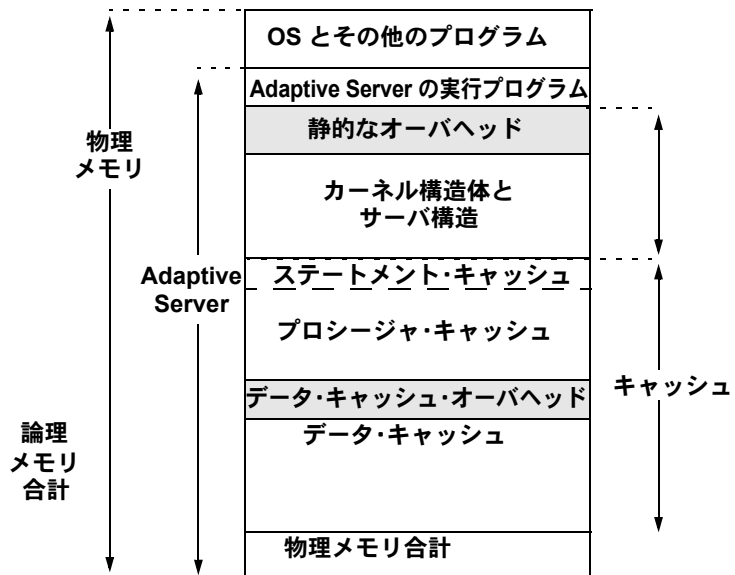 OS とその他のプログラム
Adaptive Server の実行プログラム
静的なオーバヘッド
物理
メモリ
カーネル構造体と
サーバ構造
Adaptive
Server
ステートメント・キャッシュ
プロシージャ・キャッシュ
データ・キャッシュ・オーバヘッド
キャッシュ
データ・キャッシュ
論理
メモリ
合計
物理メモリ合計